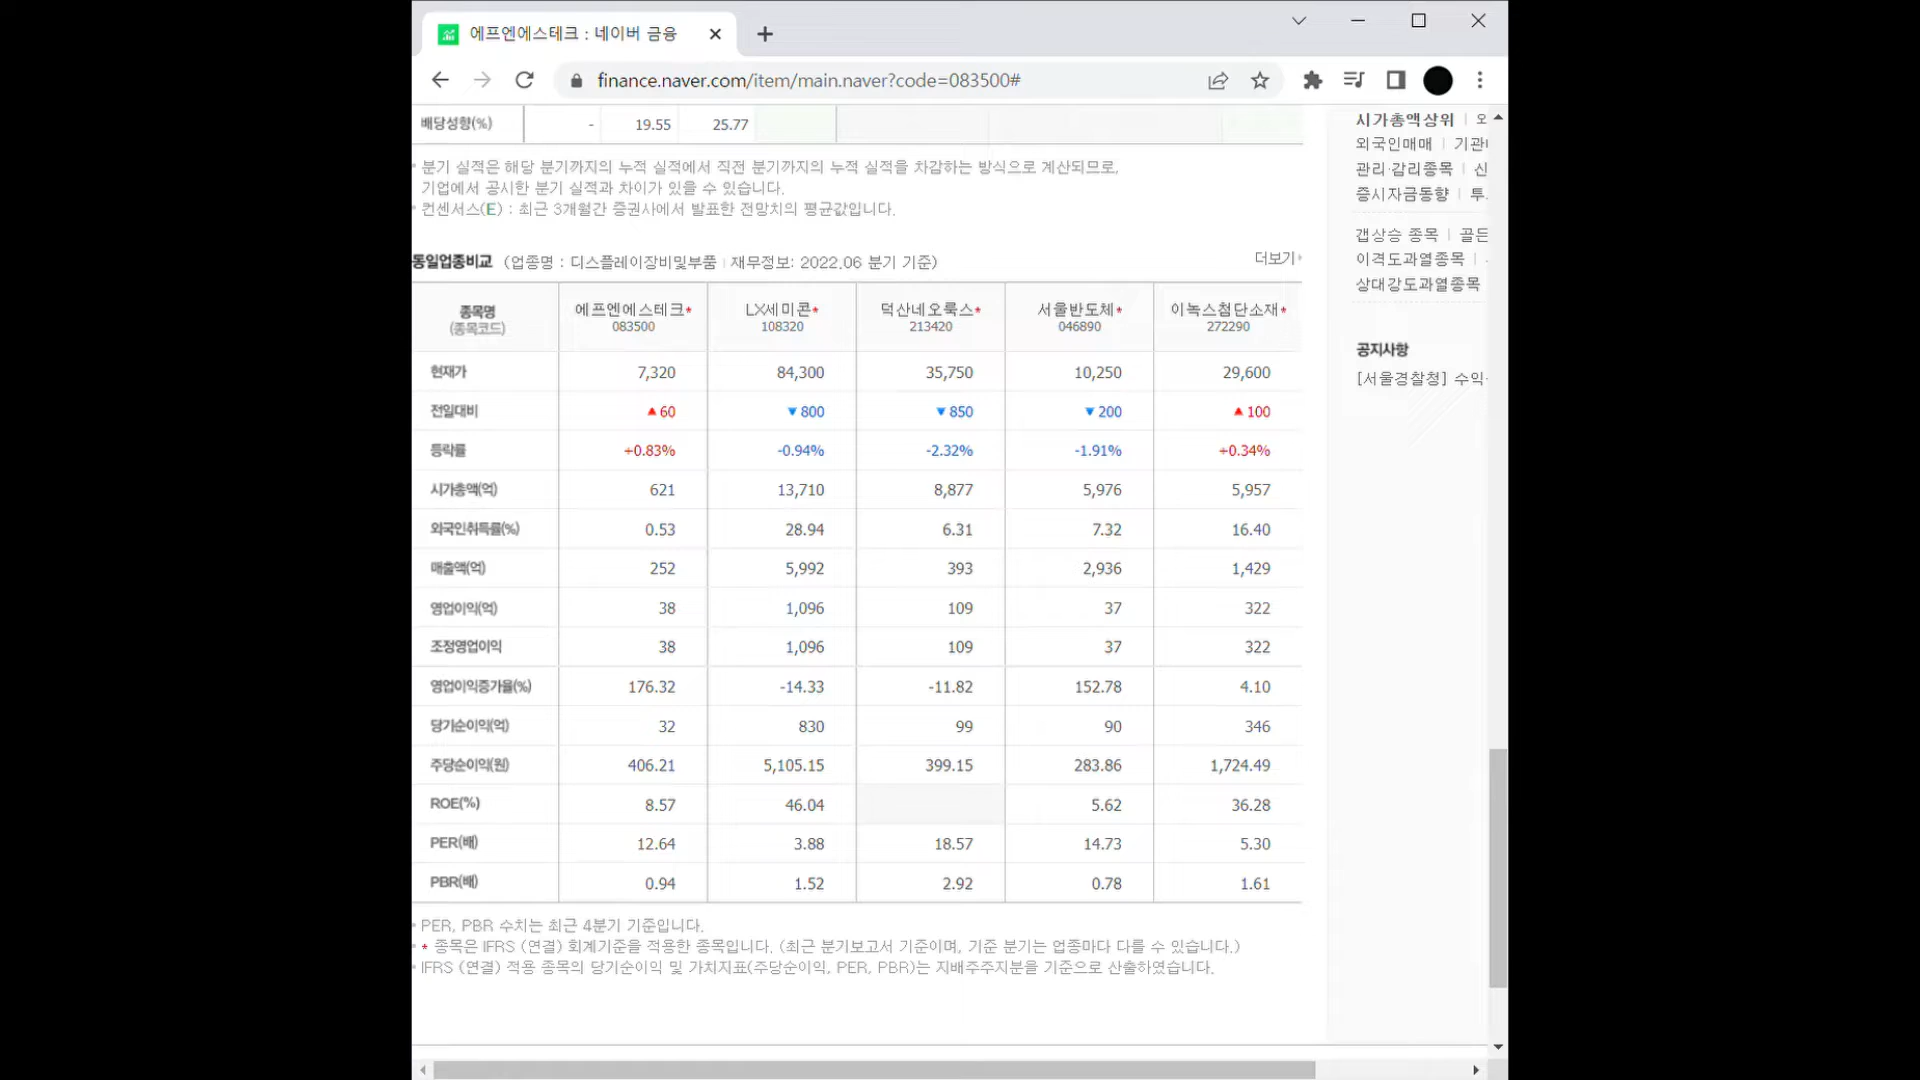 에프엔에스테크 : 네이버 금융
finance.naver.com/item/main.naver?code=083500#
배당성향(%) - 19.55 25.77
분기 실적은 해당 분기까지의 누적 실적에서 직전 분기까지의 누적 실적을 차감하는 방식으로 계산되므로,
기업에서 공시한 분기 실적과 차이가 있을 수 있습니다.
컨센서스(E) : 최근 3개월간 증권사에서 발표한 전망치의 평균값입니다.
동일업종비교 (업종명 : 디스플레이장비및부품 | 재무정보: 2022.06 분기 기준) 더보기
종목명 에프엔에스테크* LX세미콘* 덕산네오룩스* 서울반도체* 이녹스첨단소재*
(종목코드) 083500 108320 213420 046890 272290
현재가 7,320 84,300 35,750 10,250 29,600
전일대비 ▲60 ▼800 ▼850 ▼200 ▲100
등락률 +0.83% -0.94% -2.32% -1.91% +0.34%
시가총액(억) 621 13,710 8,877 5,976 5,957
외국인취득률(%) 0.53 28.94 6.31 7.32 16.40
매출액(억) 252 5,992 393 2,936 1,429
영업이익(억) 38 1,096 109 37 322
조정영업이익 38 1,096 109 37 322
영업이익증가율(%) 176.32 -14.33 -11.82 152.78 4.10
당기순이익(억) 32 830 99 90 346
주당순이익(원) 406.21 5,105.15 399.15 283.86 1,724.49
ROE(%) 8.57 46.04 5.62 36.28
PER(배) 12.64 3.88 18.57 14.73 5.30
PBR(배) 0.94 1.52 2.92 0.78 1.61
PER, PBR 수치는 최근 4분기 기준입니다.
* 종목은 IFRS (연결) 회계기준을 적용한 종목입니다. (최근 분기보고서 기준이며, 기준 분기는 업종마다 다를 수 있습니다.)
IFRS (연결) 적용 종목의 당기순이익 및 가치지표(주당순이익, PER, PBR)는 지배주주지분을 기준으로 산출하였습니다.
시가총액상위 |
외국인매매 | 기관
관리·감리종목 | 신
증시자금동향 | 투
갭상승 종목 | 골든
이격도과열종목 |
상대강도과열종목
공지사항
[서울경찰청] 수익